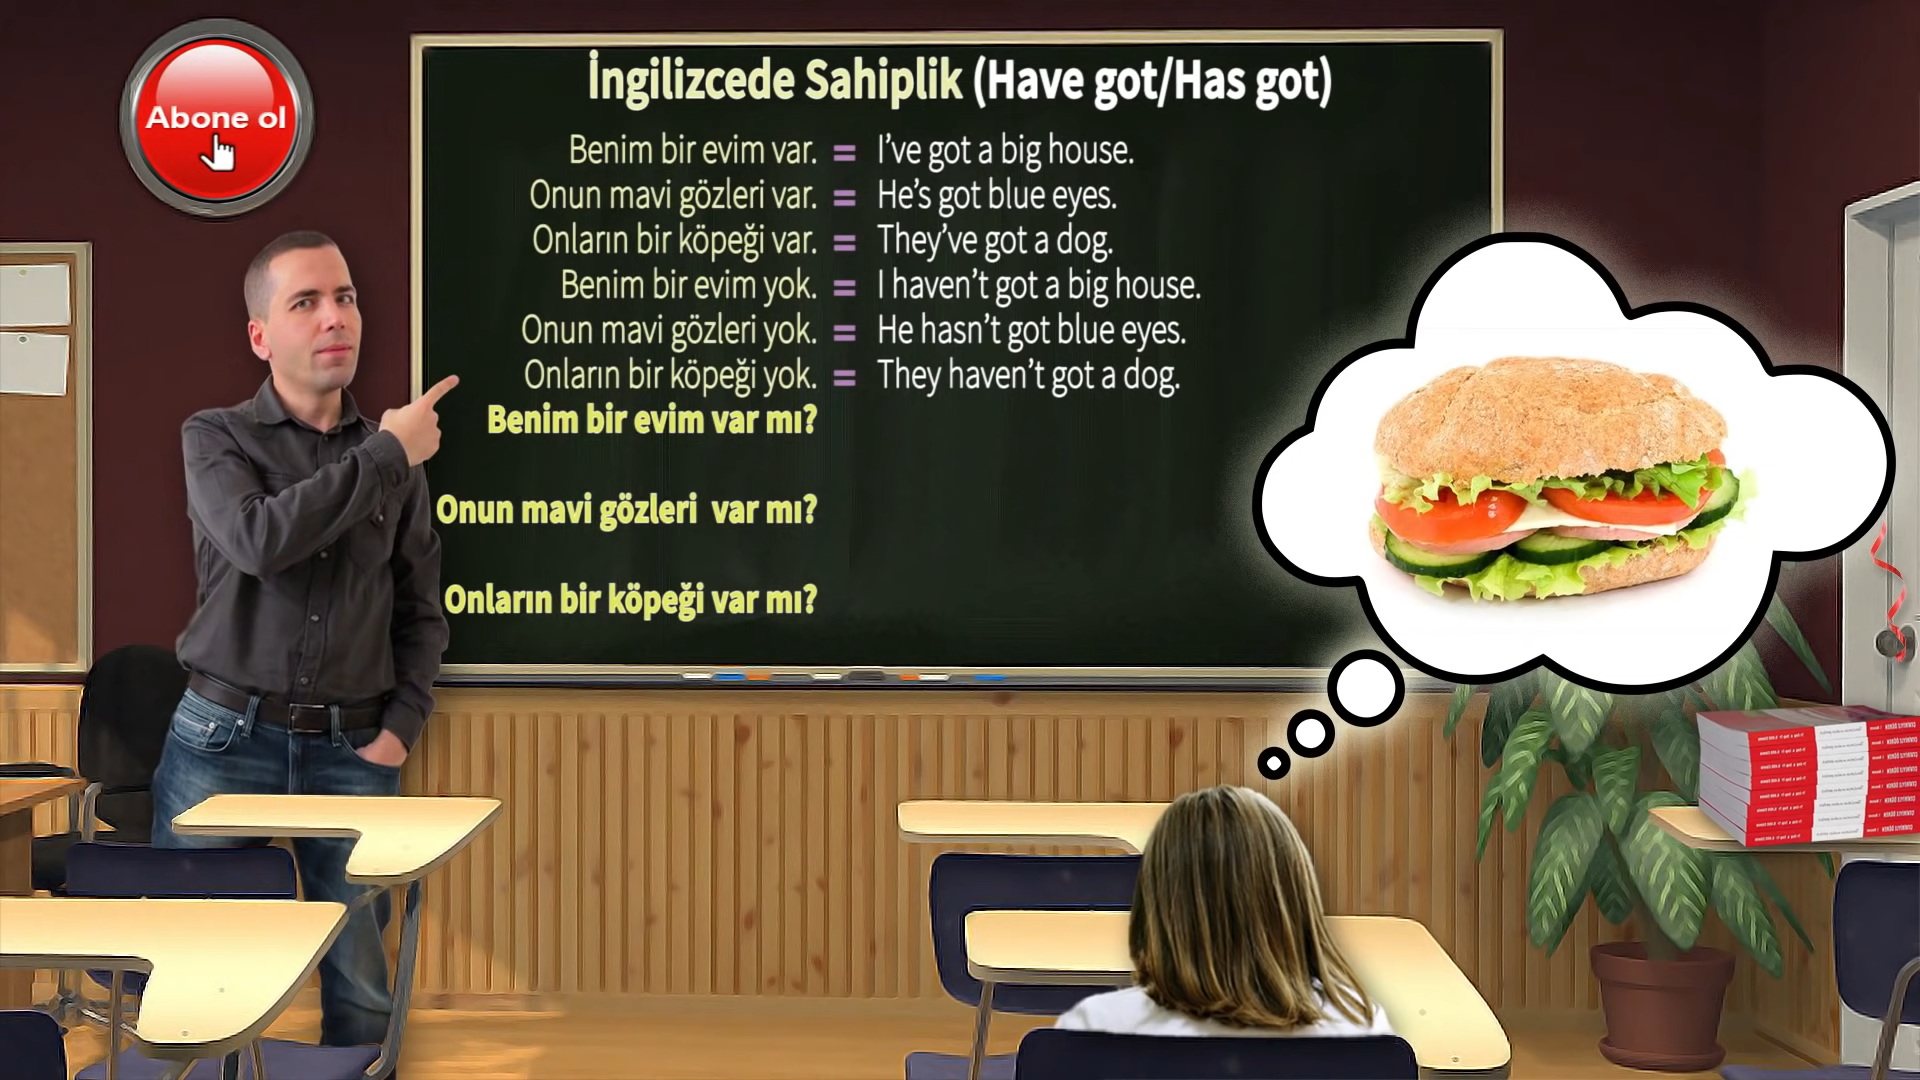 Abone ol
İngilizcede Sahiplik (Have got/Has got)
Benim bir evim var. = I've got a big house.
Onun mavi gözleri var. = He's got blue eyes.
Onların bir köpeği var. = They've got a dog.
Benim bir evim yok. = I haven't got a big house.
Onun mavi gözleri yok. = He hasn't got blue eyes.
Onların bir köpeği yok. = They haven't got a dog.
Benim bir evim var mı?
Onun mavi gözleri var mı?
Onların bir köpeği var mı?